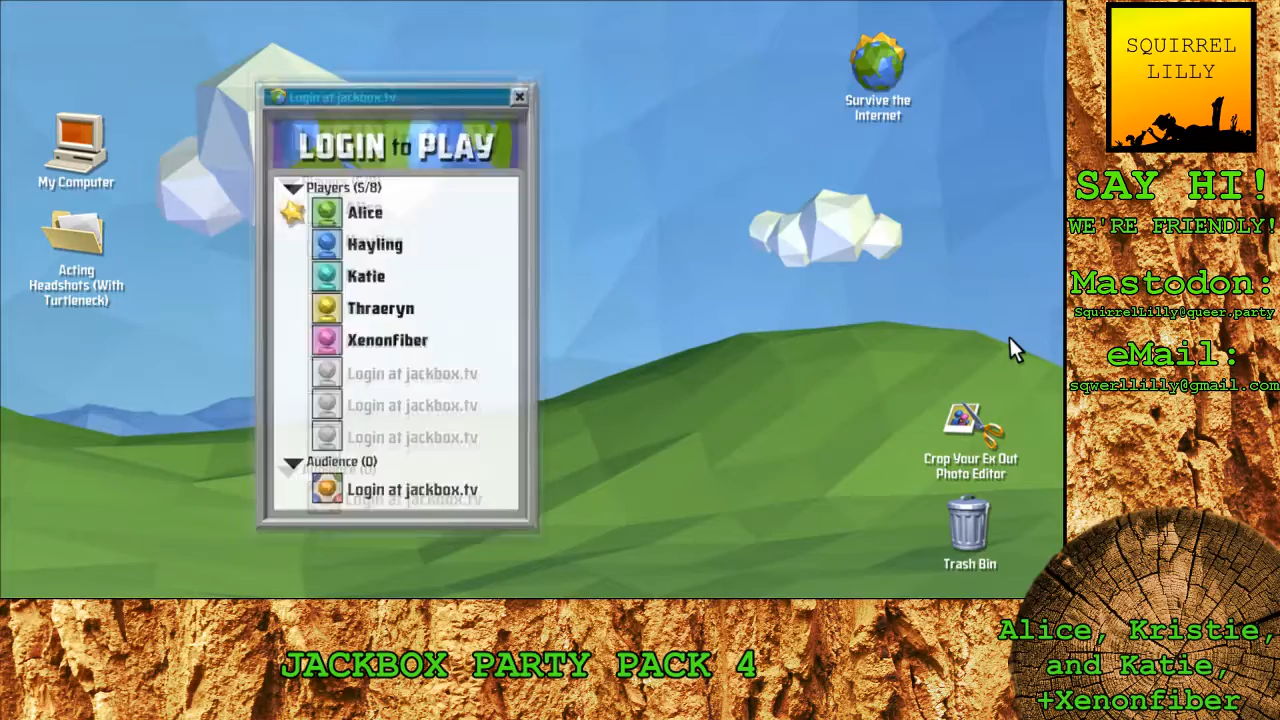 Login at jackbox.tv
LOGIN to PLAY
Players (5/8)
Alice
Hayling
Katie
Thraeryn
Xenonfiber
Login at jackbox.tv
Login at jackbox.tv
Login at jackbox.tv
Audience (0)
Login at jackbox.tv
My Computer
Acting
Headshots (With
Turtleneck)
Survive the
Internet
Crop Your Ex Out
Photo Editor
Trash Bin
SQUIRREL
LILLY
SAY HI!
WE'RE FRIENDLY!
Mastodon:
SquirrelLilly@queer.party
eMail:
sqwerllilly@gmail.com
JACKBOX PARTY PACK 4
Alice, Kristie,
and Katie,
+Xenonfiber